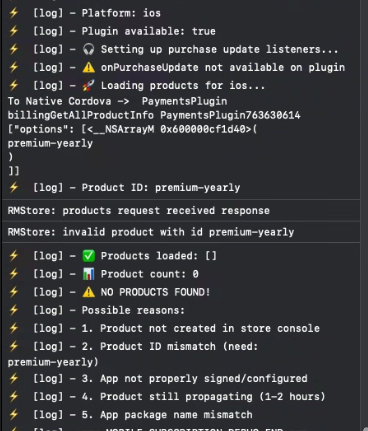 ⚡ [log] - Platform: ios
⚡ [log] - Plugin available: true
⚡ [log] - 🎧 Setting up purchase update listeners...
⚡ [log] - ⚠️ onPurchaseUpdate not available on plugin
⚡ [log] - 🚀 Loading products for ios...
To Native Cordova -> PaymentsPlugin
billingGetAllProductInfo PaymentsPlugin763630614
["options": [<__NSArrayM 0x600000cf1d40>(
premium-yearly
)
]]
⚡ [log] - Product ID: premium-yearly
RMStore: products request received response
RMStore: invalid product with id premium-yearly
⚡ [log] - ✅ Products loaded: []
⚡ [log] - 📊 Product count: 0
⚡ [log] - ⚠️ NO PRODUCTS FOUND!
⚡ [log] - Possible reasons:
⚡ [log] - 1. Product not created in store console
⚡ [log] - 2. Product ID mismatch (need:
premium-yearly)
⚡ [log] - 3. App not properly signed/configured
⚡ [log] - 4. Product still propagating (1-2 hours)
⚡ [log] - 5. App package name mismatch